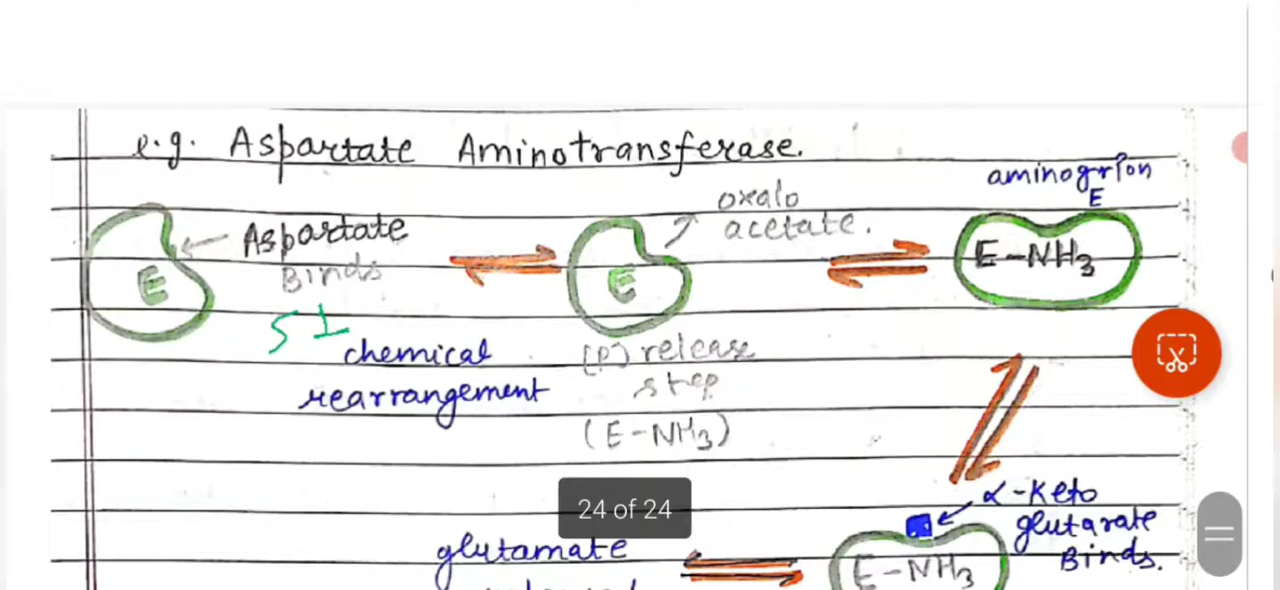 e.g. Aspartate Aminotransferase.
aminogrpon
E
oxalo
acetate.
Aspartate
Binds
E
E
E-NH3
S1
chemical
rearrangement
(P) release
step
(E-NH3)
24 of 24
α-Keto
glutarate
Binds.
glutamate
E-NH3